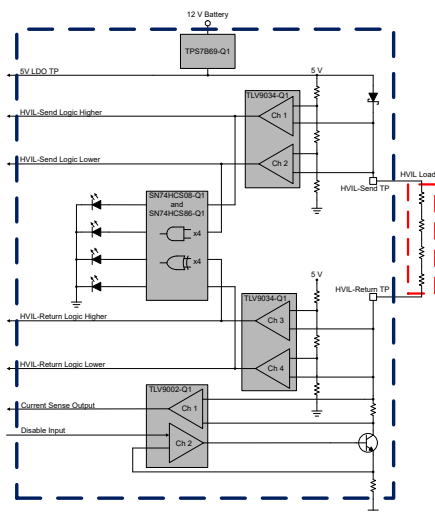 12 V Battery
TPS7B69-Q1
5V LDO TP
5 V
TLV9034-Q1
HVIL-Send Logic Higher
Ch 1
HVIL-Send Logic Lower
Ch 2
HVIL Load
HVIL-Send TP
SN74HCS08-Q1
and
SN74HCS86-Q1
x4
x4
5 V
HVIL-Return TP
TLV9034-Q1
HVIL-Return Logic Higher
Ch 3
HVIL-Return Logic Lower
Ch 4
TLV9002-Q1
Current Sense Output
Ch 1
Disable Input
Ch 2